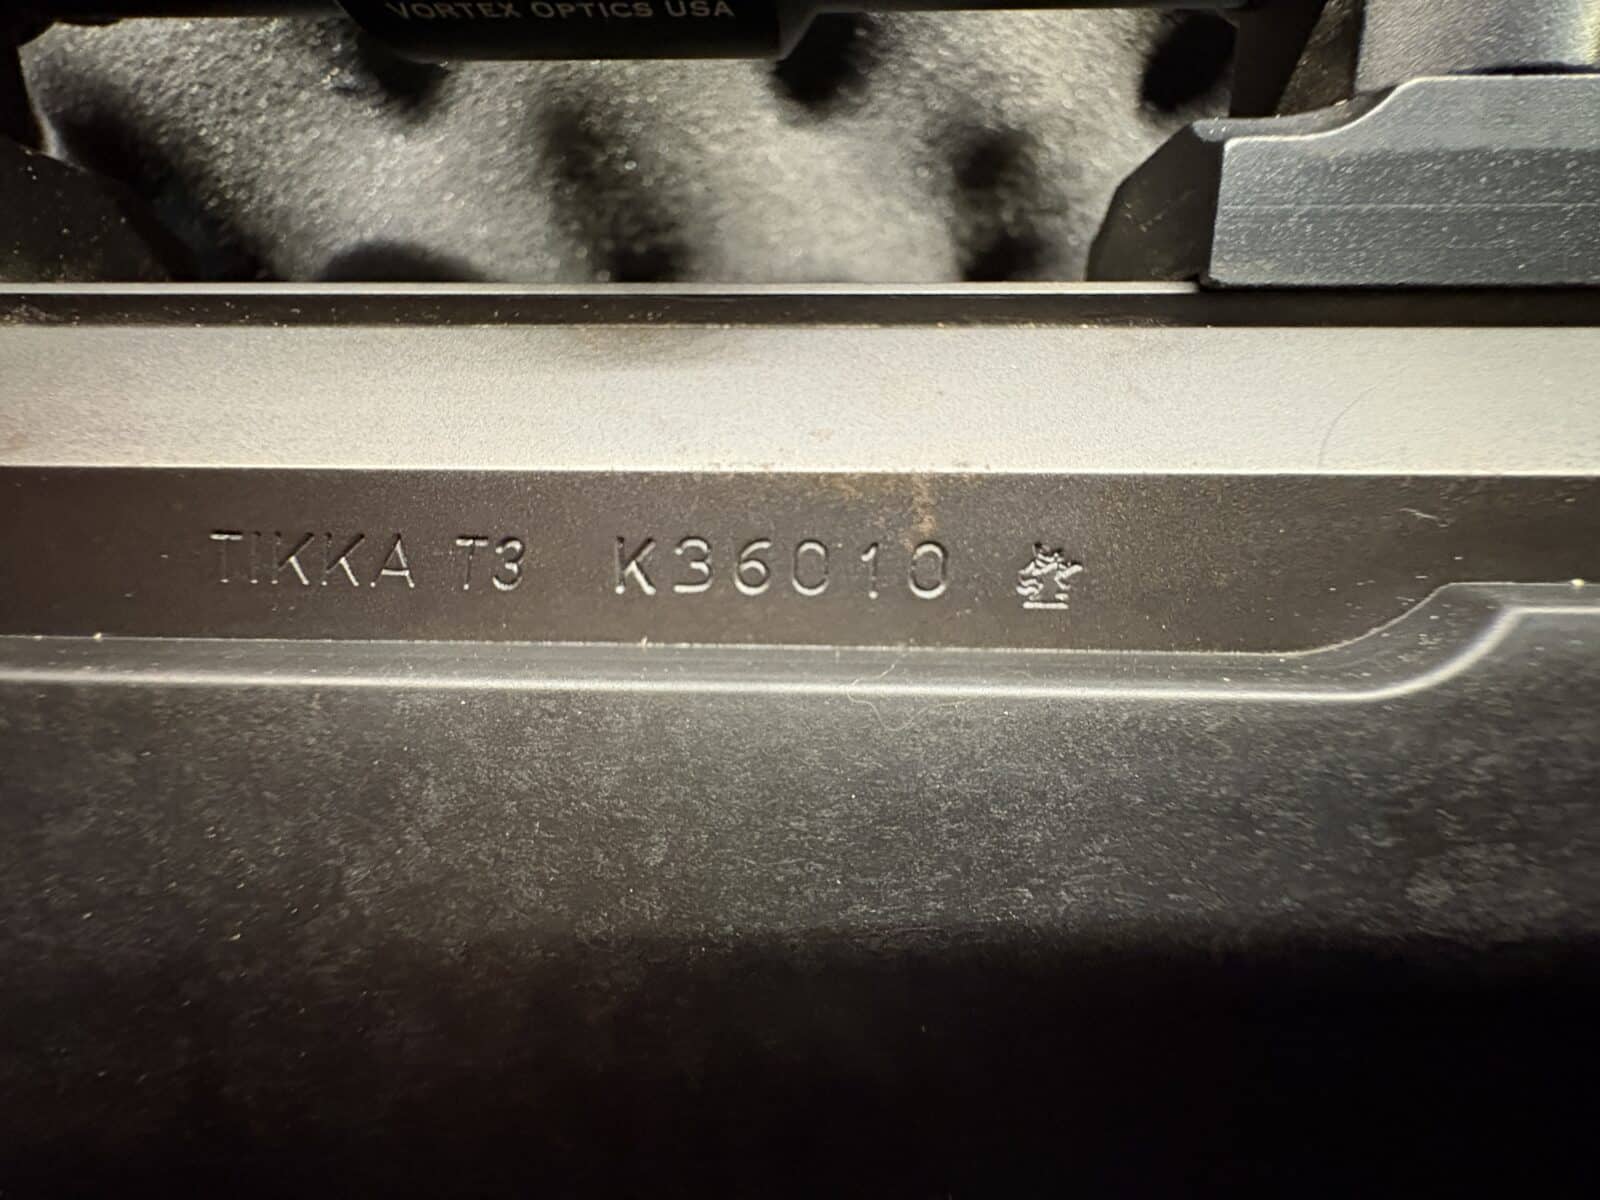 VORTEX OPTICS USA
TIKKA T3 K36010